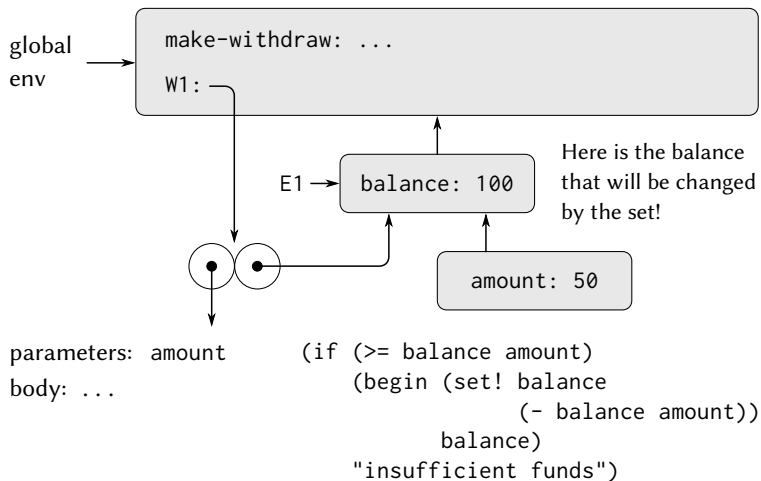 global
env
make-withdraw: ...
W1:
E1
balance: 100
Here is the balance
that will be changed
by the set!
amount: 50
parameters: amount
body: ...
(if (>= balance amount)
    (begin (set! balance
                 (- balance amount))
           balance)
    "insufficient funds")